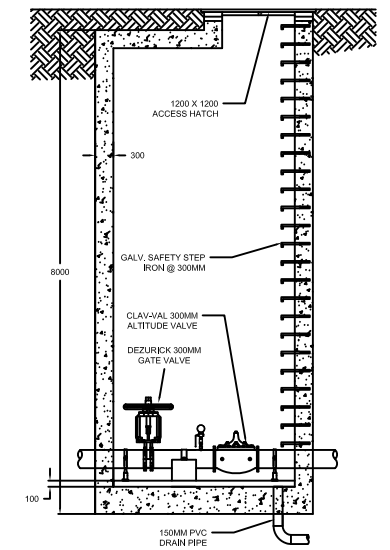 1200 X 1200
ACCESS HATCH
300
GALV. SAFETY STEP
IRON @ 300MM
8000
CLAV-VAL 300MM
ALTITUDE VALVE
DEZURICK 300MM
GATE VALVE
100
150MM PVC
DRAIN PIPE